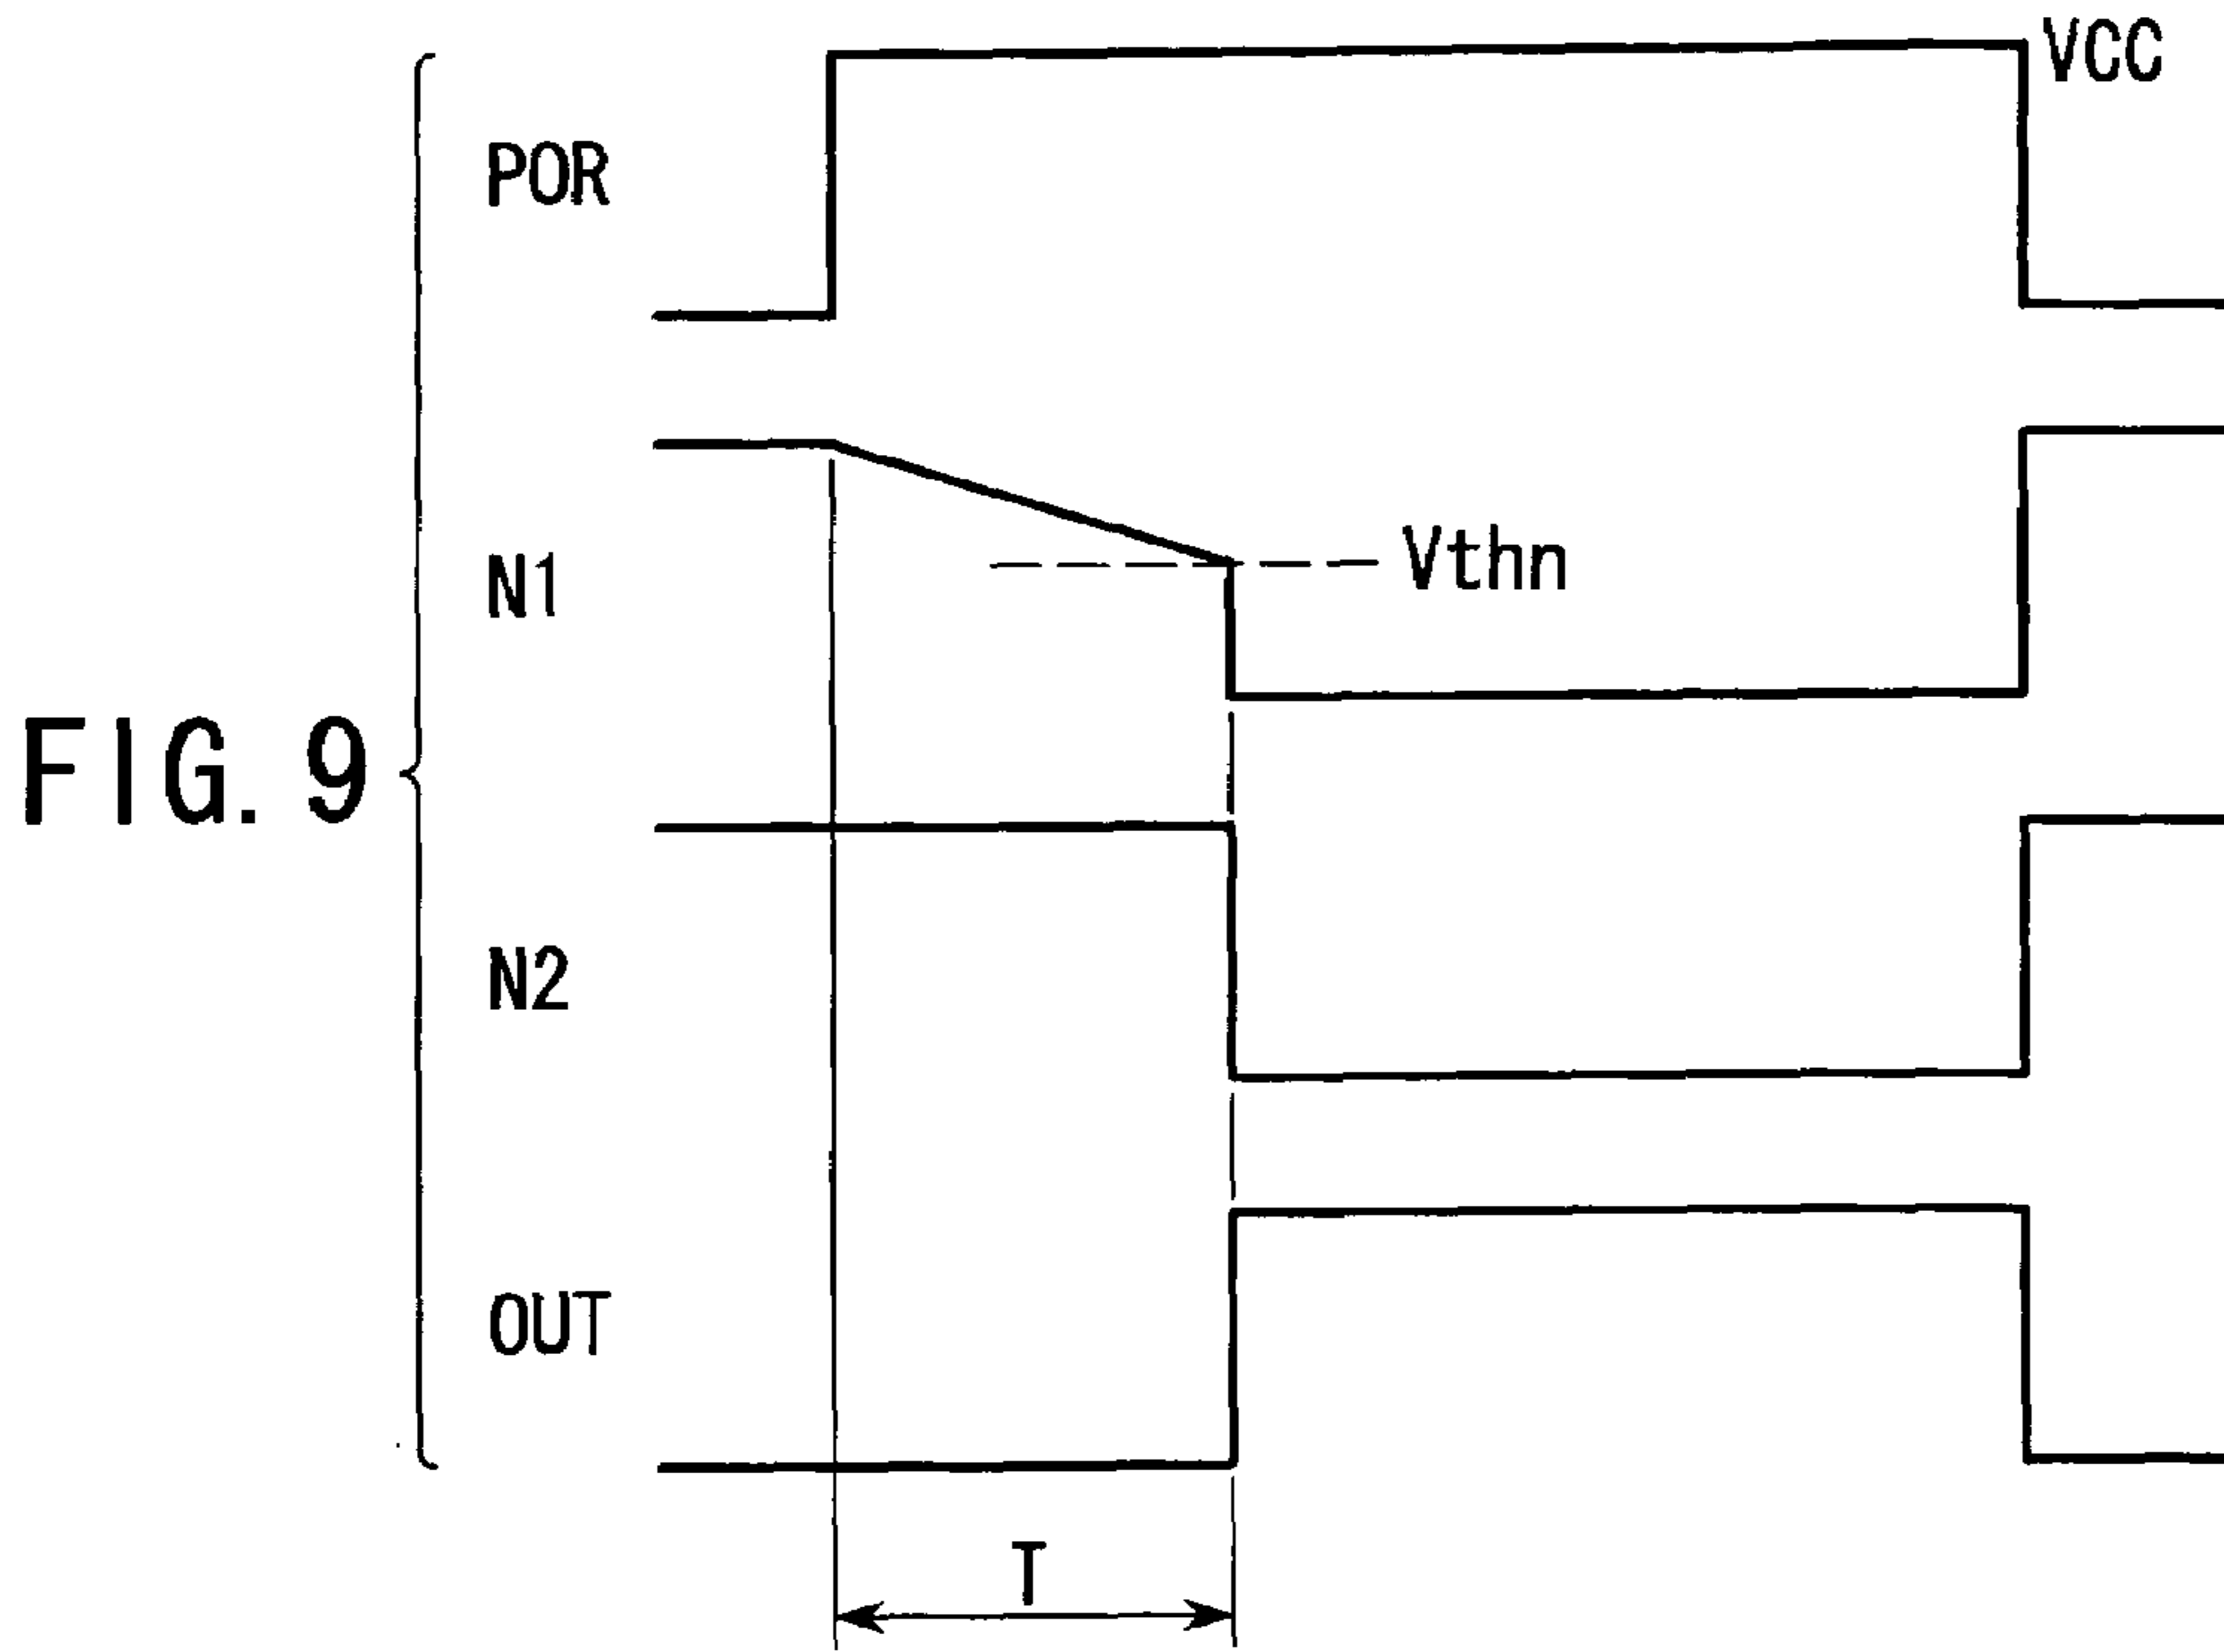 VCC
POR
N1
Vthn
FIG. 9
N2
OUT
T